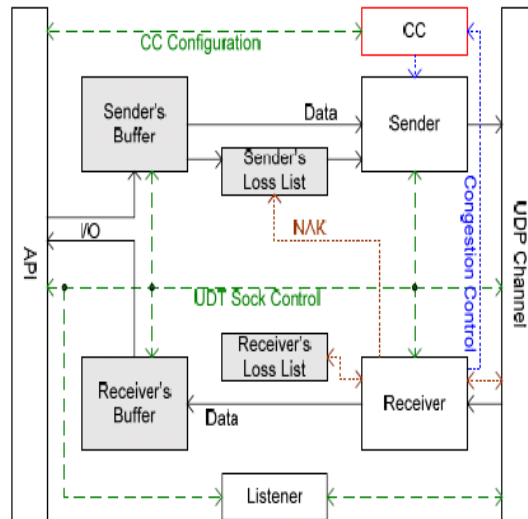 CC
CC Configuration
Sender's
Buffer
Data
Sender
Sender's
Loss List
I/O
NAK
API
UDT Sock Control
Congestion Control
UDP Channel
Receiver's
Loss List
Receiver's
Buffer
Data
Receiver
Listener